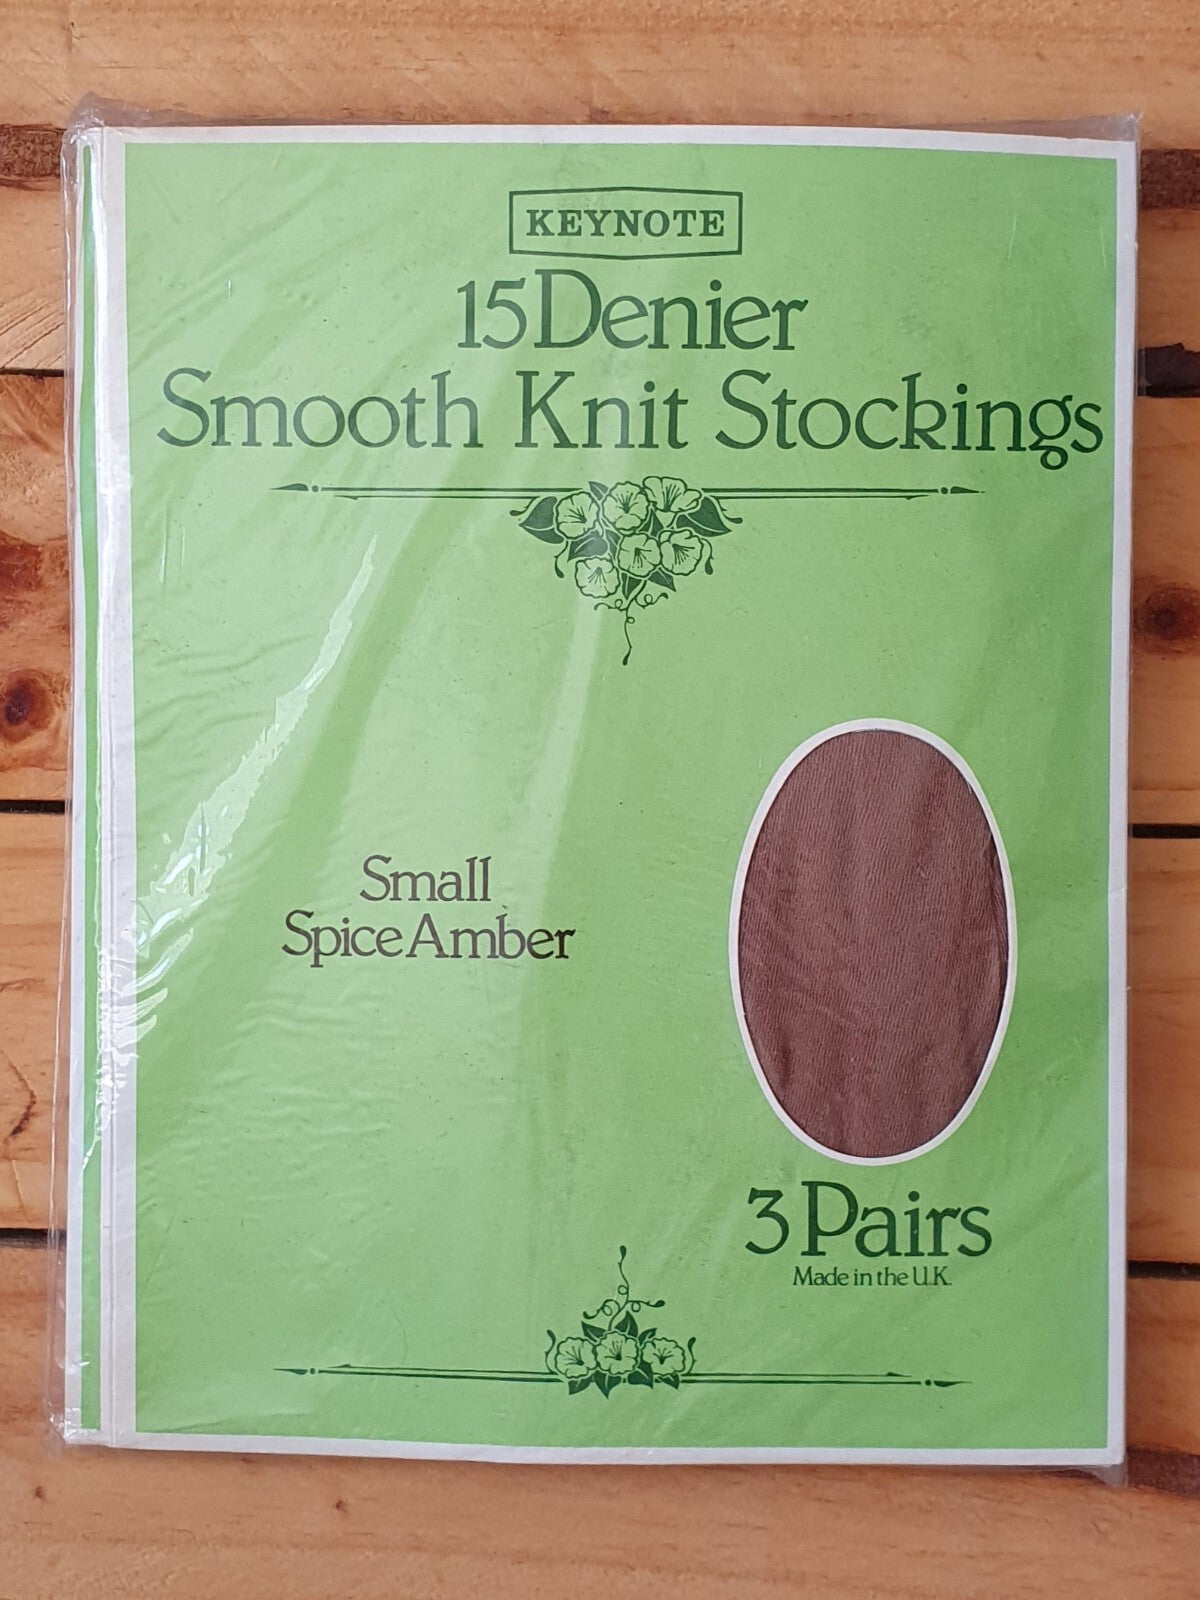 KEYNOTE
15 Denier
Smooth Knit Stockings
Small
Spice Amber
3 Pairs
Made in the U.K.